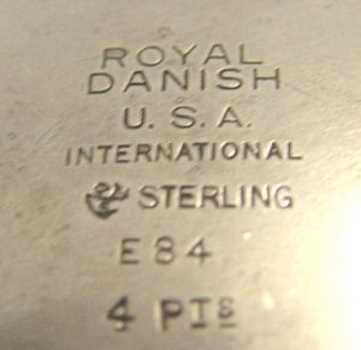 ROYAL
DANISH
U.S.A.
INTERNATIONAL
STERLING
E84
4 PTS